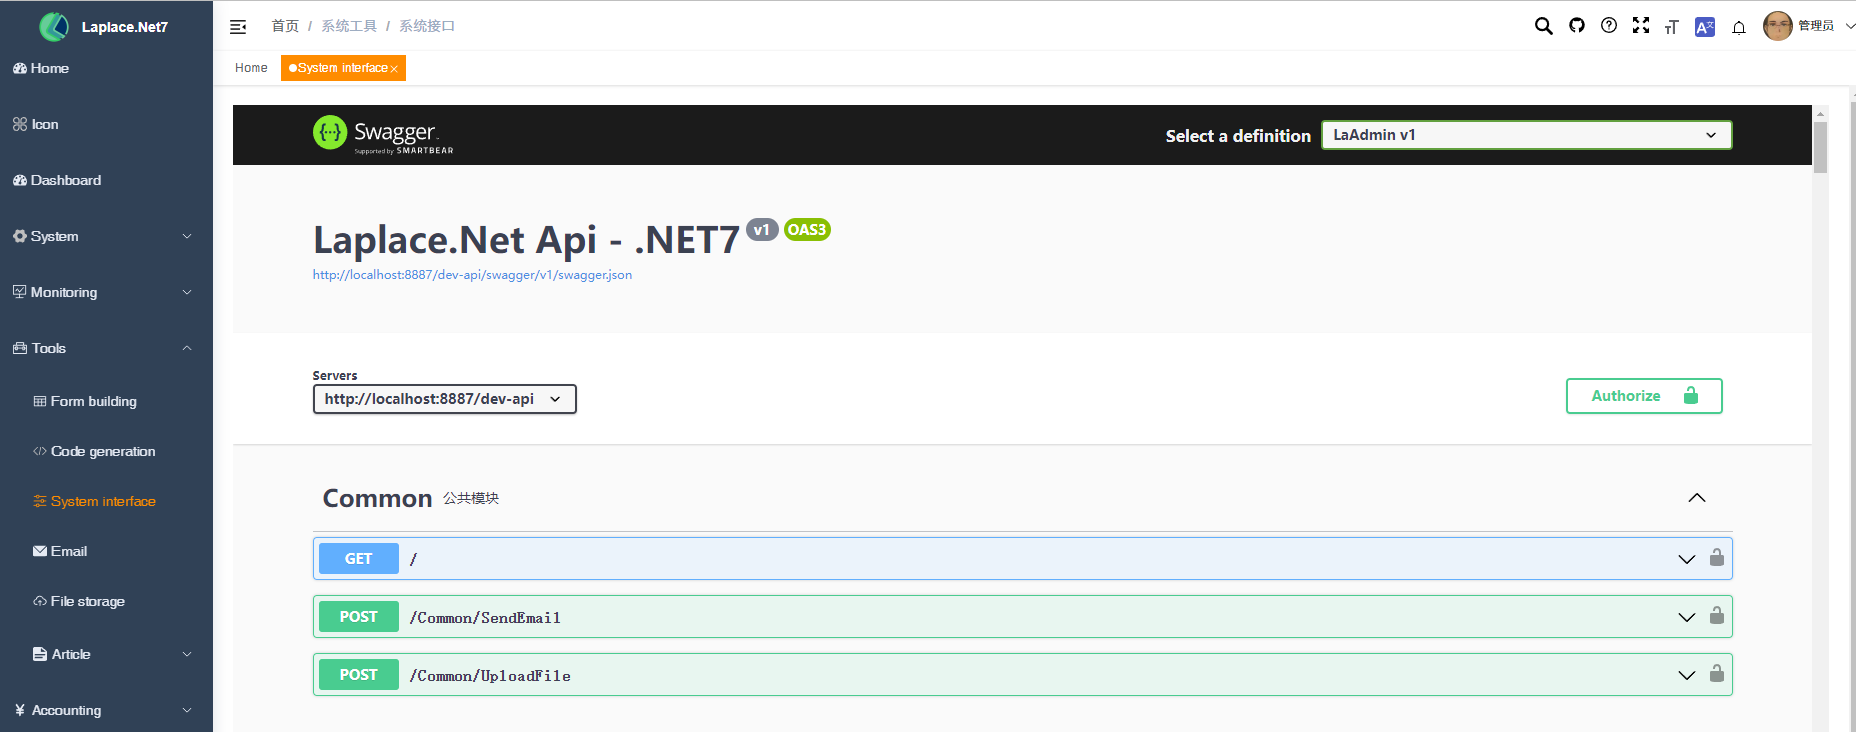 Laplace.Net7
首页 / 系统工具 / 系统接口
管理员
Home
System interface
Home
Icon
Dashboard
System
Monitoring
Tools
Form building
Code generation
System interface
Email
File storage
Article
¥ Accounting
Swagger
Supported by SMARTBEAR
Select a definition
LaAdmin v1
Laplace.Net Api - .NET7 v1 OAS3
http://localhost:8887/dev-api/swagger/v1/swagger.json
Servers
http://localhost:8887/dev-api
Authorize
Common 公共模块
GET /
POST /Common/SendEmail
POST /Common/UploadFile